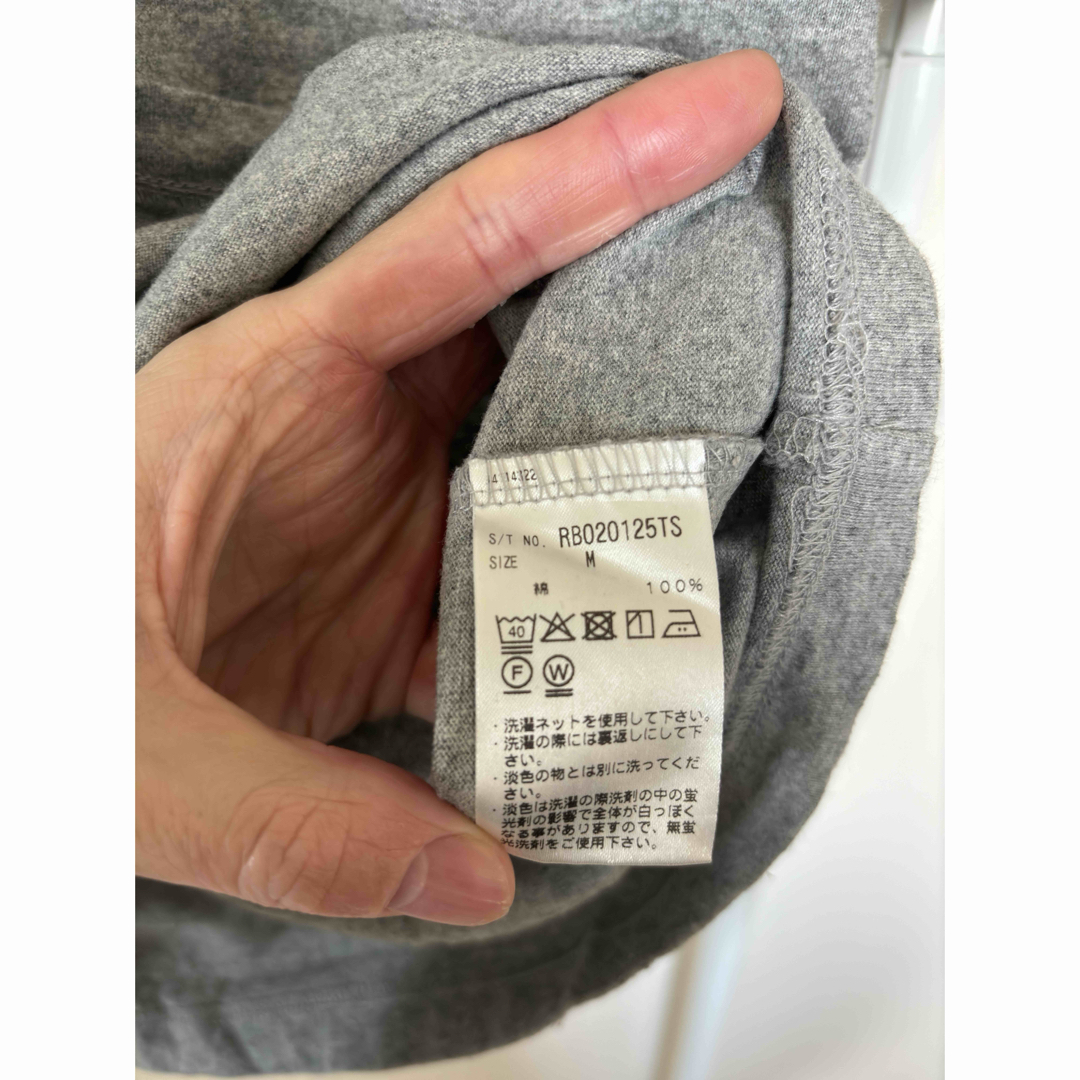 S/T NO. RB020125TS
SIZE M
綿 100%
40
F W
・洗濯ネットを使用して下さい。
・洗濯の際には裏返しにして下
さい。
・淡色の物とは別に洗ってくだ
さい。
・淡色は洗濯の際洗剤の中の蛍
光剤の影響で全体が白っぽく
なる事がありますので、無蛍
光洗剤をご使用下さい。